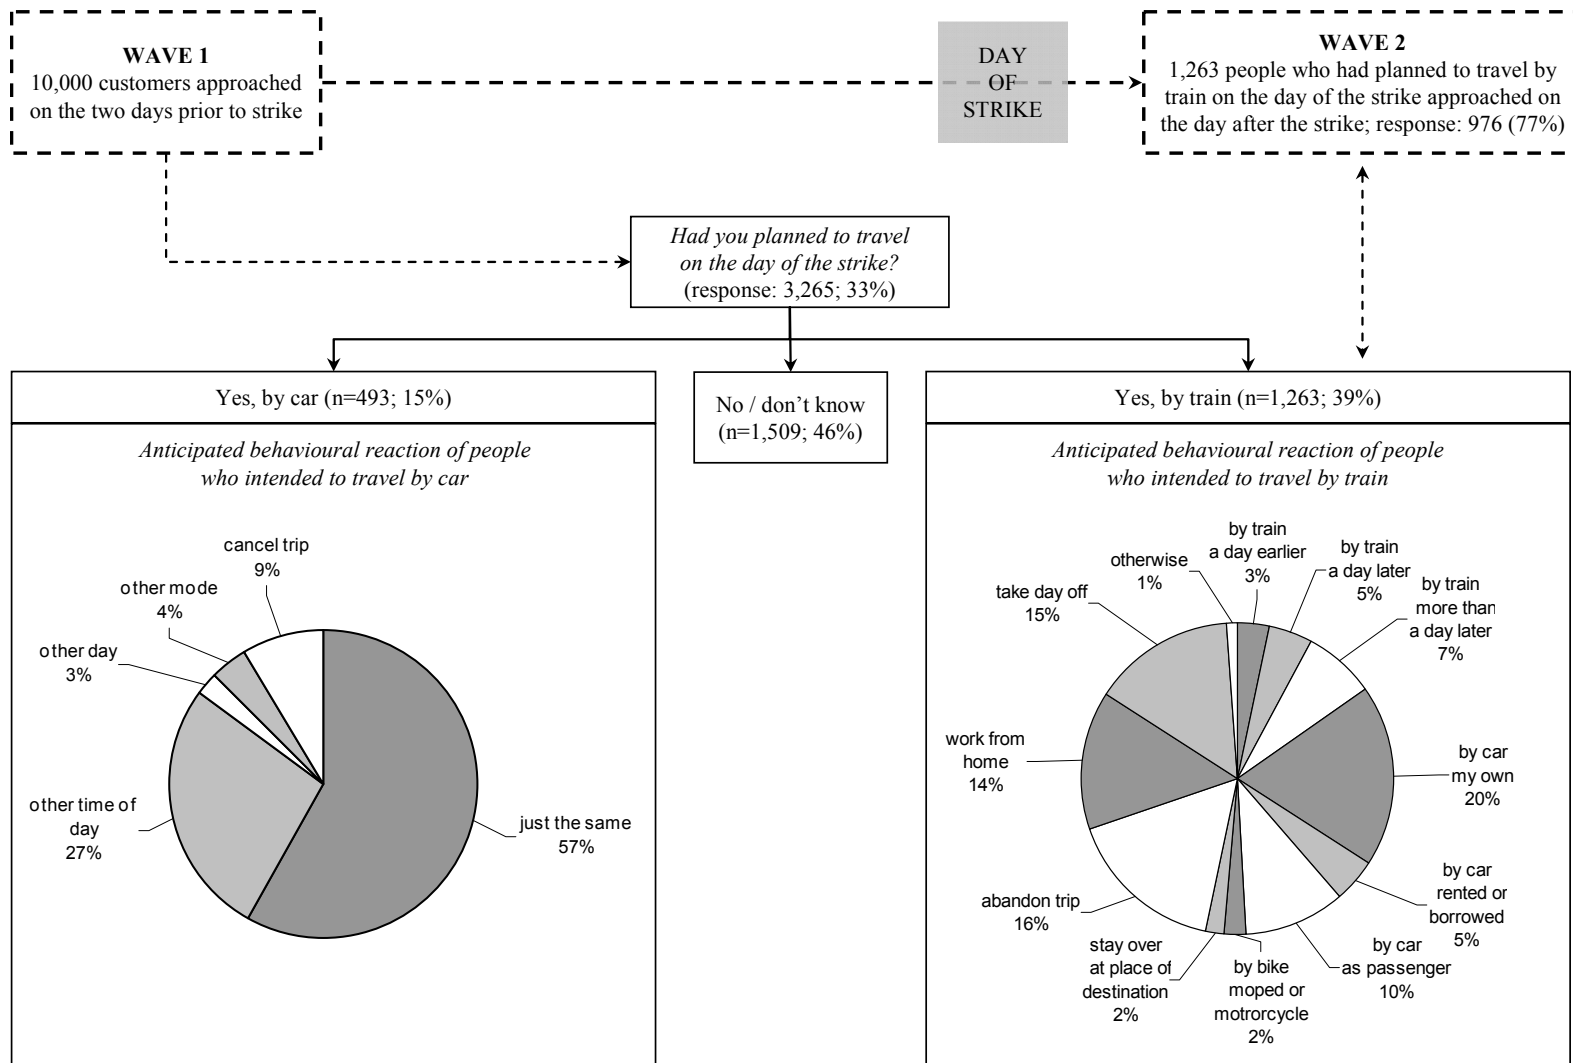 WAVE 1
10,000 customers approached
on the two days prior to strike
DAY
OF
STRIKE
WAVE 2
1,263 people who had planned to travel by
train on the day of the strike approached on
the day after the strike; response: 976 (77%)
Had you planned to travel
on the day of the strike?
(response: 3,265; 33%)
Yes, by car (n=493; 15%)
Anticipated behavioural reaction of people
who intended to travel by car
cancel trip
9%
other mode
4%
other day
3%
other time of
day
27%
just the same
57%
No / don't know
(n=1,509; 46%)
Yes, by train (n=1,263; 39%)
Anticipated behavioural reaction of people
who intended to travel by train
by train
a day earlier
3%
by train
a day later
5%
by train
more than
a day later
7%
by car
my own
20%
by car
rented or
borrowed
5%
by car
as passenger
10%
by bike
moped or
motrorcycle
2%
stay over
at place of
destination
2%
abandon trip
16%
work from
home
14%
take day off
15%
otherwise
1%